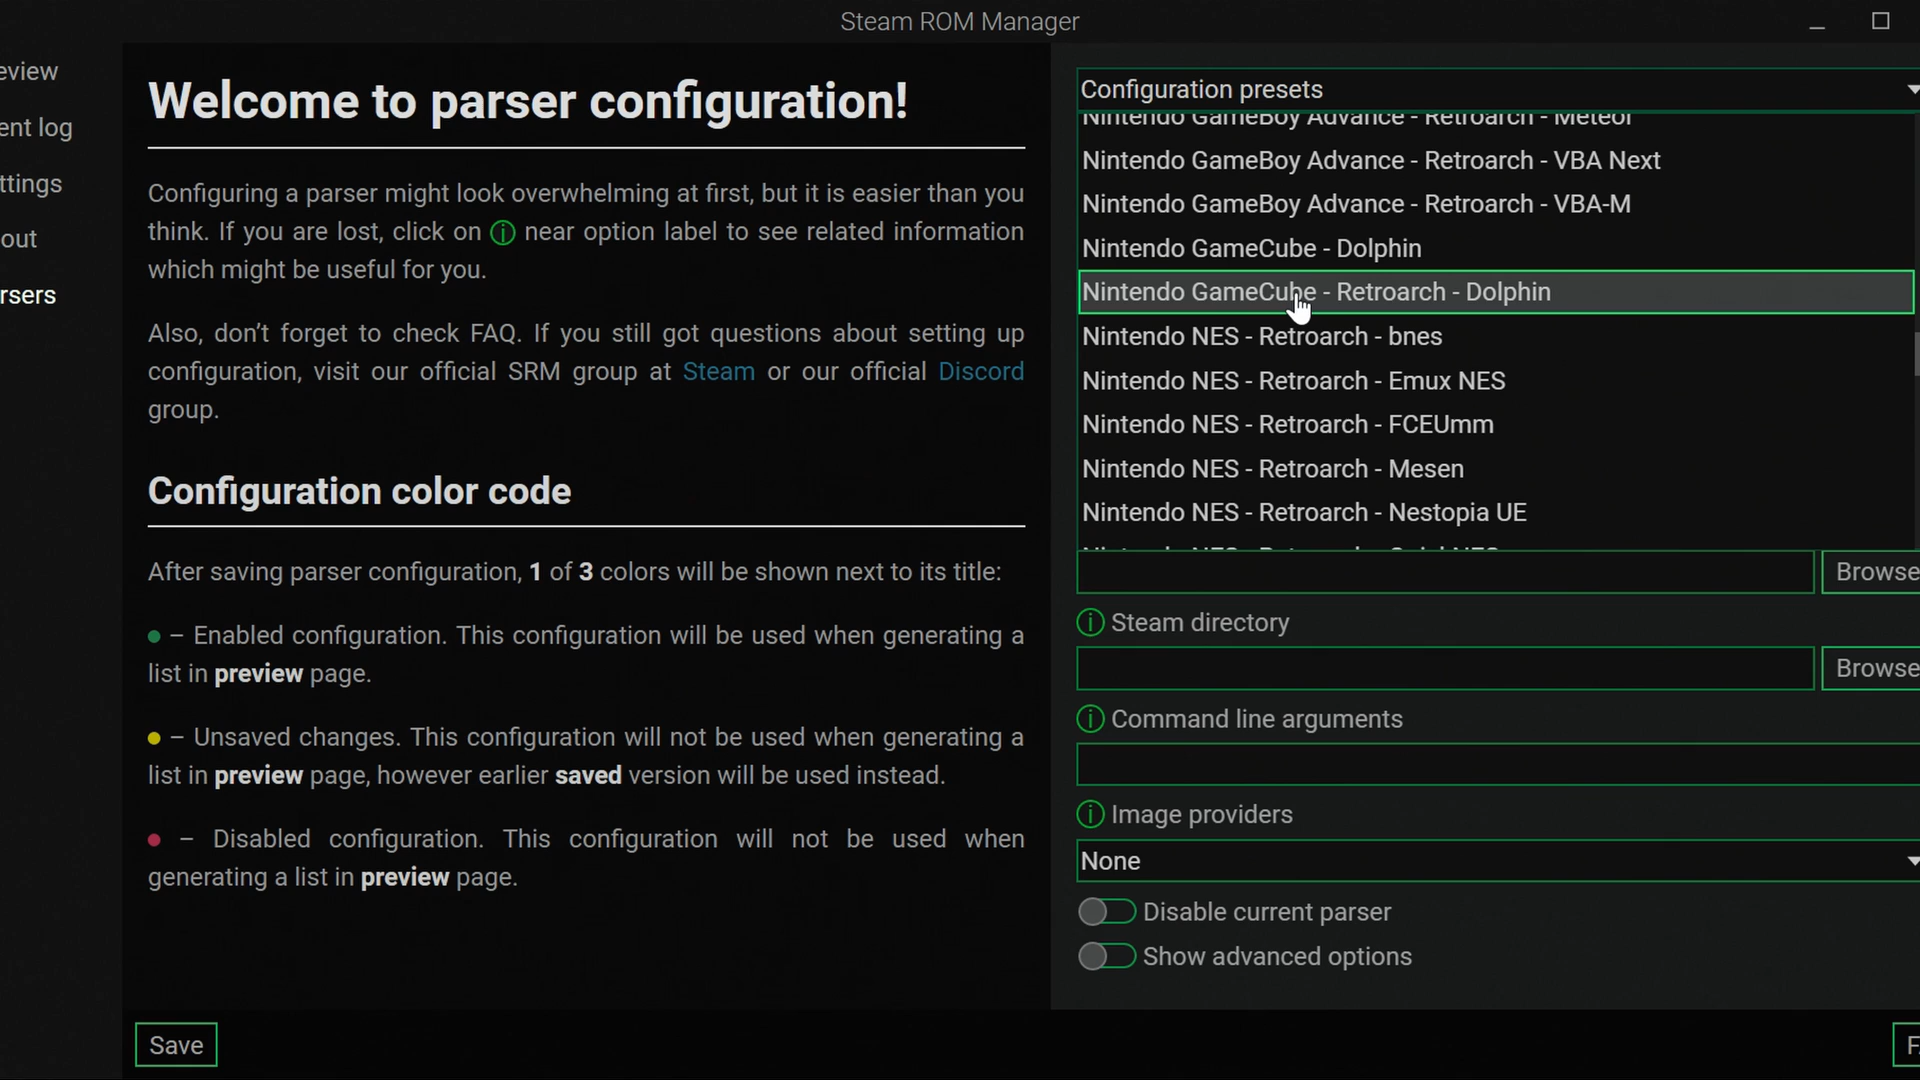 Steam ROM Manager
eview
ent log
ttings
out
rsers
Welcome to parser configuration!
Configuring a parser might look overwhelming at first, but it is easier than you
think. If you are lost, click on ⓘ near option label to see related information
which might be useful for you.
Also, don’t forget to check FAQ. If you still got questions about setting up
configuration, visit our official SRM group at Steam or our official Discord
group.
Configuration color code
After saving parser configuration, 1 of 3 colors will be shown next to its title:
– Enabled configuration. This configuration will be used when generating a
list in preview page.
– Unsaved changes. This configuration will not be used when generating a
list in preview page, however earlier saved version will be used instead.
– Disabled configuration. This configuration will not be used when
generating a list in preview page.
Save
Configuration presets
Nintendo GameBoy Advance - Retroarch - Meteor
Nintendo GameBoy Advance - Retroarch - VBA Next
Nintendo GameBoy Advance - Retroarch - VBA-M
Nintendo GameCube - Dolphin
Nintendo GameCube - Retroarch - Dolphin
Nintendo NES - Retroarch - bnes
Nintendo NES - Retroarch - Emux NES
Nintendo NES - Retroarch - FCEUmm
Nintendo NES - Retroarch - Mesen
Nintendo NES - Retroarch - Nestopia UE
Browse
Steam directory
Browse
Command line arguments
Image providers
None
Disable current parser
Show advanced options